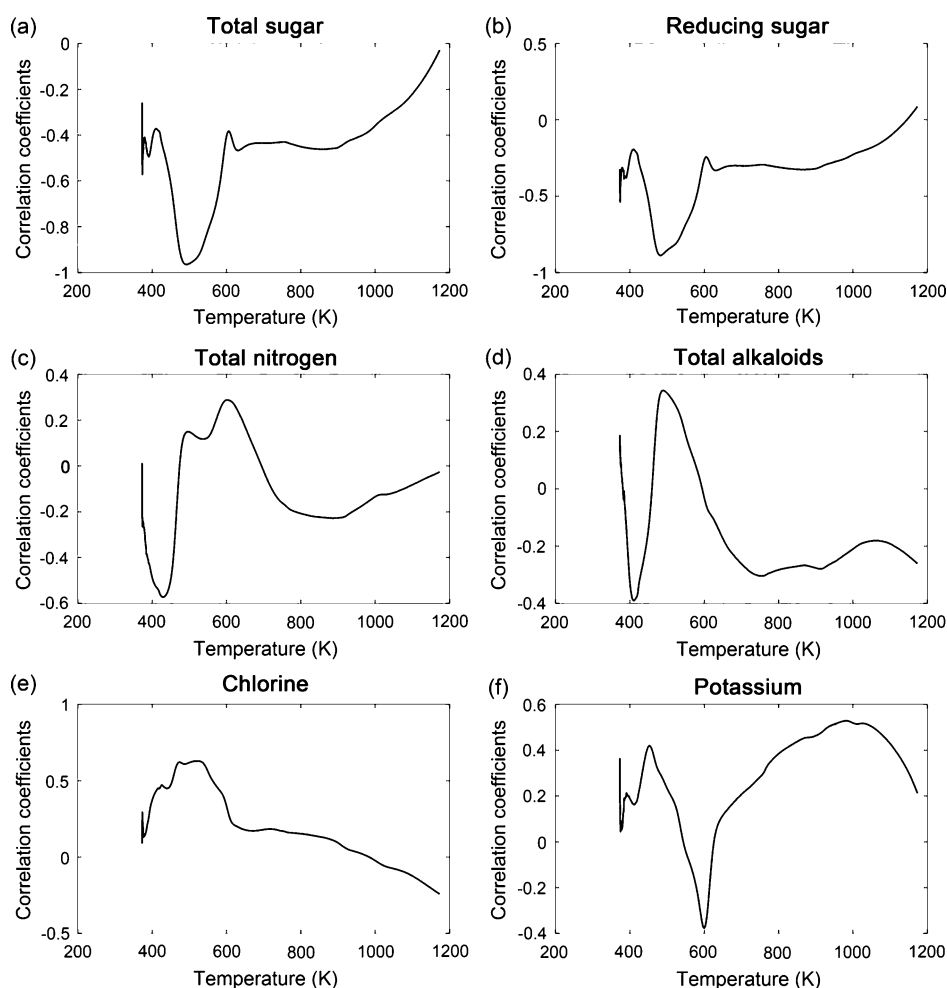 (a)
Total sugar
Correlation coefficients
0
-0.2
-0.4
-0.6
-0.8
-1
200 400 600 800 1000 1200
Temperature (K)
(b)
Reducing sugar
Correlation coefficients
0.5
0
-0.5
-1
200 400 600 800 1000 1200
Temperature (K)
(c)
Total nitrogen
Correlation coefficients
0.4
0.2
0
-0.2
-0.4
-0.6
200 400 600 800 1000 1200
Temperature (K)
(d)
Total alkaloids
Correlation coefficients
0.4
0.2
0
-0.2
-0.4
200 400 600 800 1000 1200
Temperature (K)
(e)
Chlorine
Correlation coefficients
1
0.5
0
-0.5
200 400 600 800 1000 1200
Temperature (K)
(f)
Potassium
Correlation coefficients
0.6
0.4
0.2
0
-0.2
-0.4
200 400 600 800 1000 1200
Temperature (K)